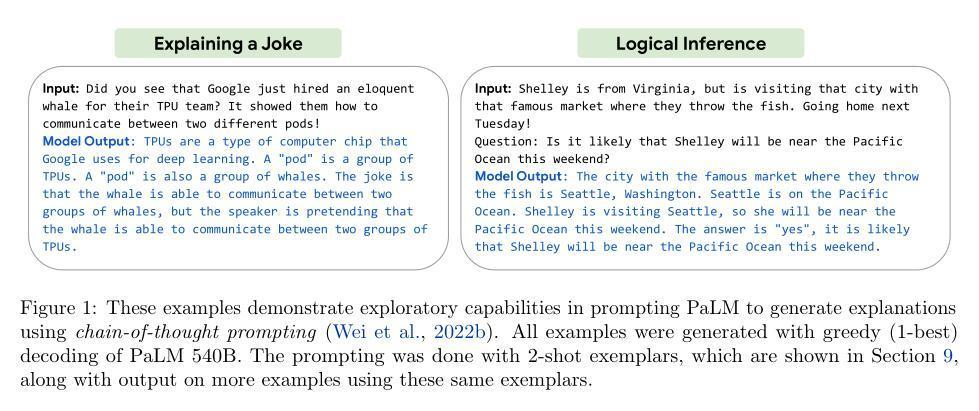 Explaining a Joke
Input: Did you see that Google just hired an eloquent
whale for their TPU team? It showed them how to
communicate between two different pods!
Model Output: TPUs are a type of computer chip that
Google uses for deep learning. A "pod" is a group of
TPUs. A "pod" is also a group of whales. The joke is
that the whale is able to communicate between two
groups of whales, but the speaker is pretending that
the whale is able to communicate between two groups of
TPUs.
Logical Inference
Input: Shelley is from Virginia, but is visiting that city with
that famous market where they throw the fish. Going home next
Tuesday!
Question: Is it likely that Shelley will be near the Pacific
Ocean this weekend?
Model Output: The city with the famous market where they throw
the fish is Seattle, Washington. Seattle is on the Pacific
Ocean. Shelley is visiting Seattle, so she will be near the
Pacific Ocean this weekend. The answer is "yes", it is likely
that Shelley will be near the Pacific Ocean this weekend.
Figure 1: These examples demonstrate exploratory capabilities in prompting PaLM to generate explanations
using chain-of-thought prompting (Wei et al., 2022b). All examples were generated with greedy (1-best)
decoding of PaLM 540B. The prompting was done with 2-shot exemplars, which are shown in Section 9,
along with output on more examples using these same exemplars.